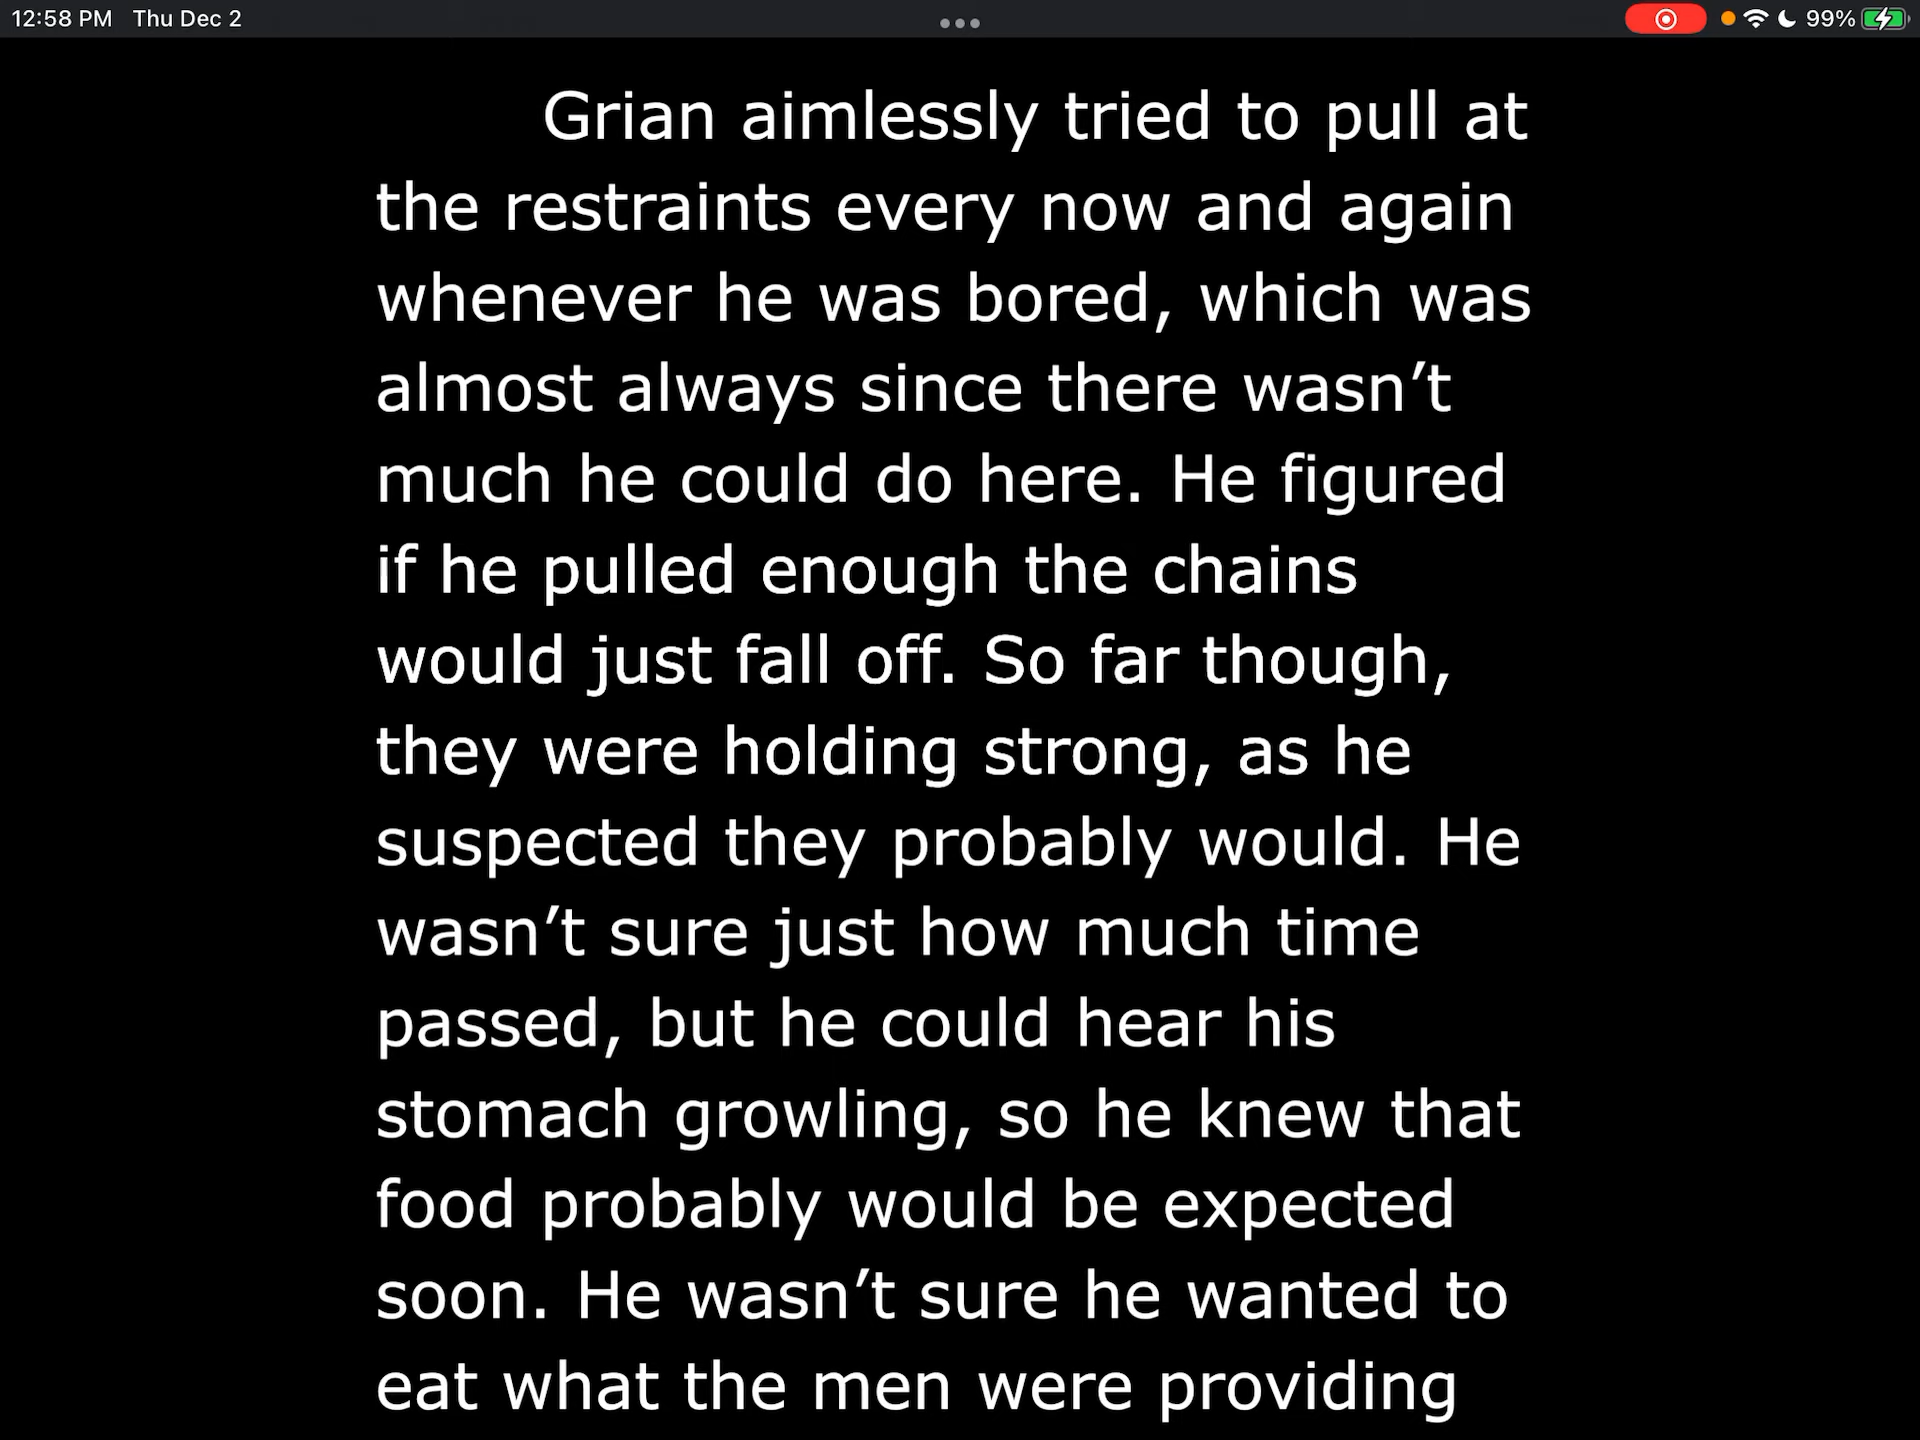 12:58 PM Thu Dec 2
99%
Grian aimlessly tried to pull at
the restraints every now and again
whenever he was bored, which was
almost always since there wasn’t
much he could do here. He figured
if he pulled enough the chains
would just fall off. So far though,
they were holding strong, as he
suspected they probably would. He
wasn’t sure just how much time
passed, but he could hear his
stomach growling, so he knew that
food probably would be expected
soon. He wasn’t sure he wanted to
eat what the men were providing